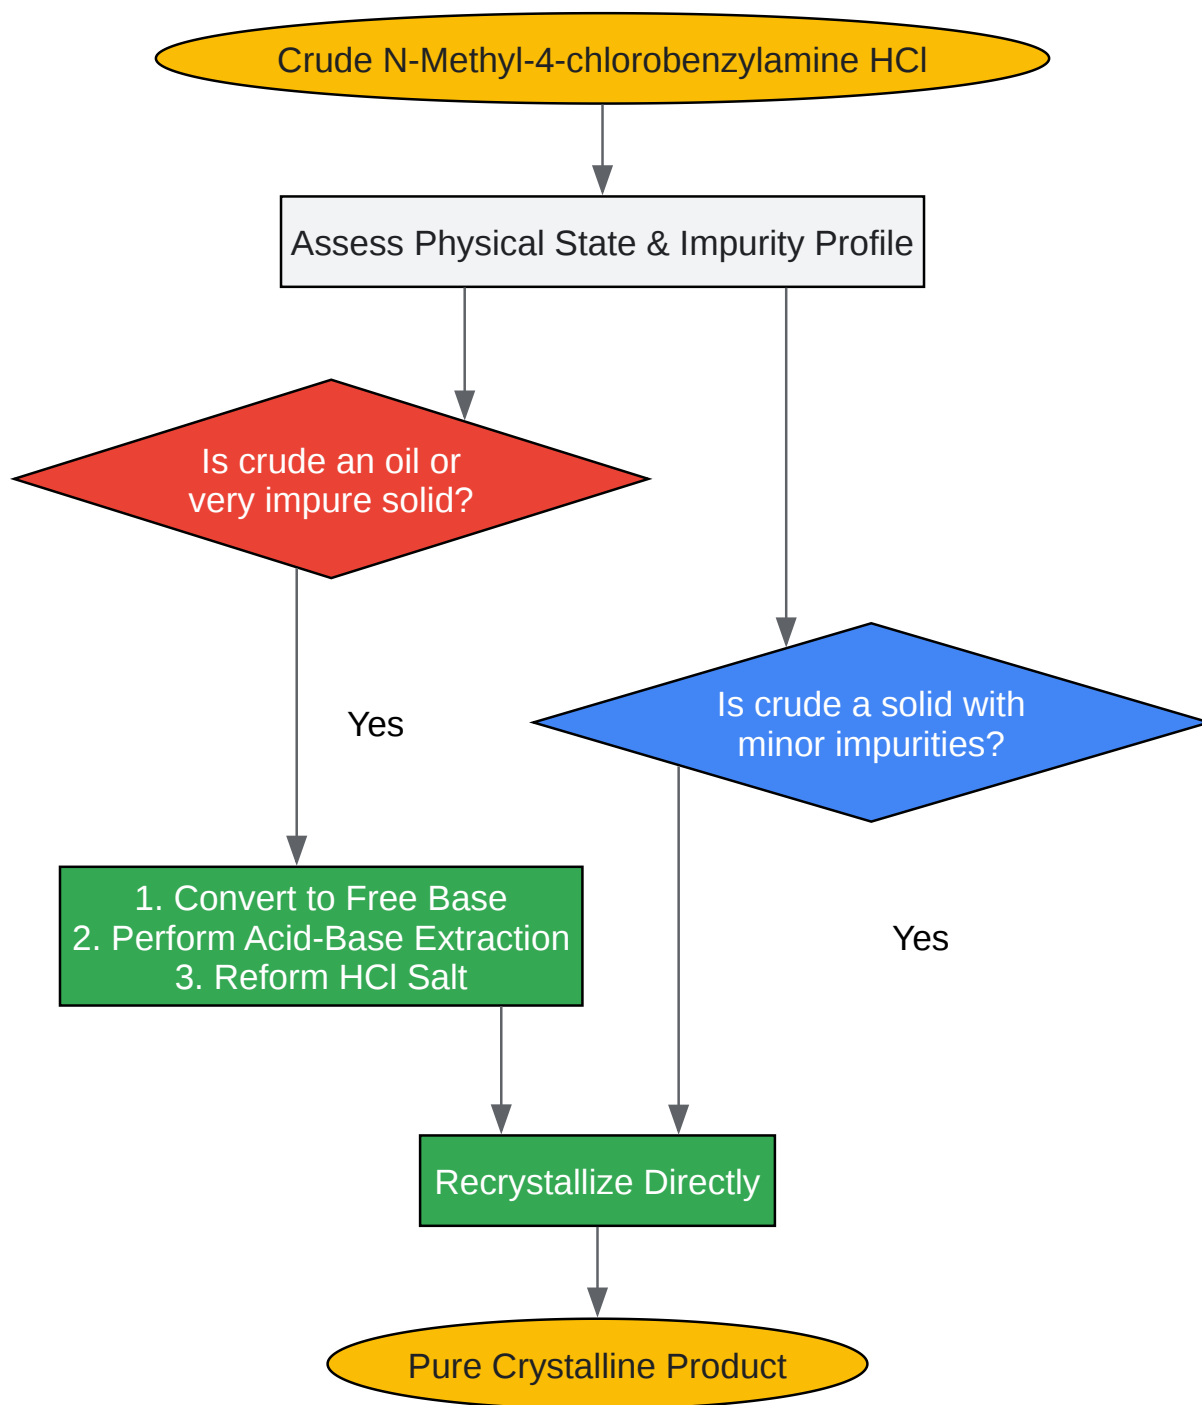 Crude N-Methyl-4-chlorobenzylamine HCl
Assess Physical State & Impurity Profile
Is crude an oil or
very impure solid?
Is crude a solid with
minor impurities?
Yes
1. Convert to Free Base
2. Perform Acid-Base Extraction
3. Reform HCl Salt
Yes
Recrystallize Directly
Pure Crystalline Product